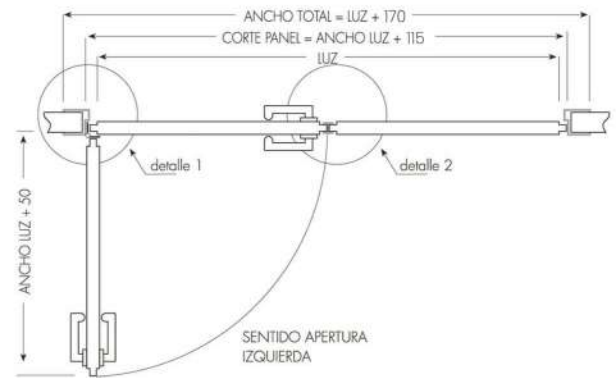 ANCHO TOTAL = LUZ + 170
CORTE PANEL = ANCHO LUZ + 115
LUZ
detalle 1
detalle 2
ANCHO LUZ + 50
SENTIDO APERTURA
IZQUIERDA